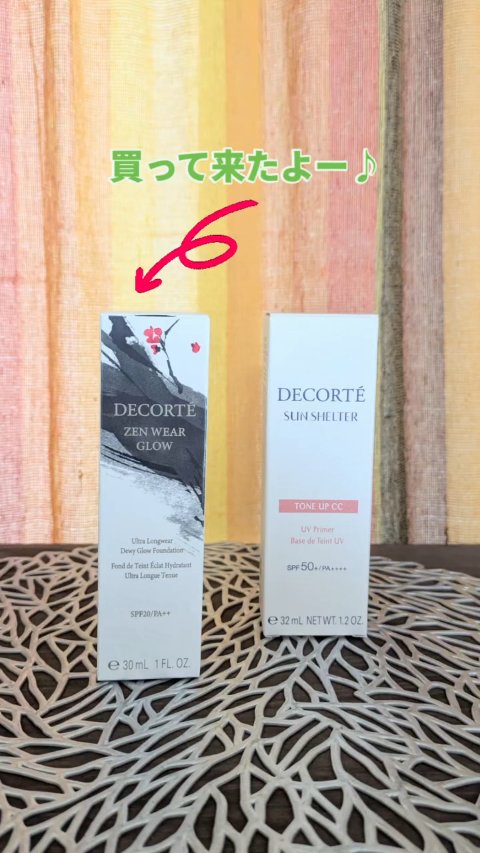 買って来たよー♪
DECORTÉ
ZEN WEAR
GLOW
Ultra Longwear
Dewy Glow Foundation
Fond de Teint Éclat Hydratant
Ultra Longue Tenue
SPF20/PA++
℮ 30 mL 1 FL. OZ.
DECORTÉ
SUN SHELTER
TONE UP CC
UV Primer
Base de Teint UV
SPF 50+/PA++++
℮ 32 mL NET WT. 1.2 OZ.